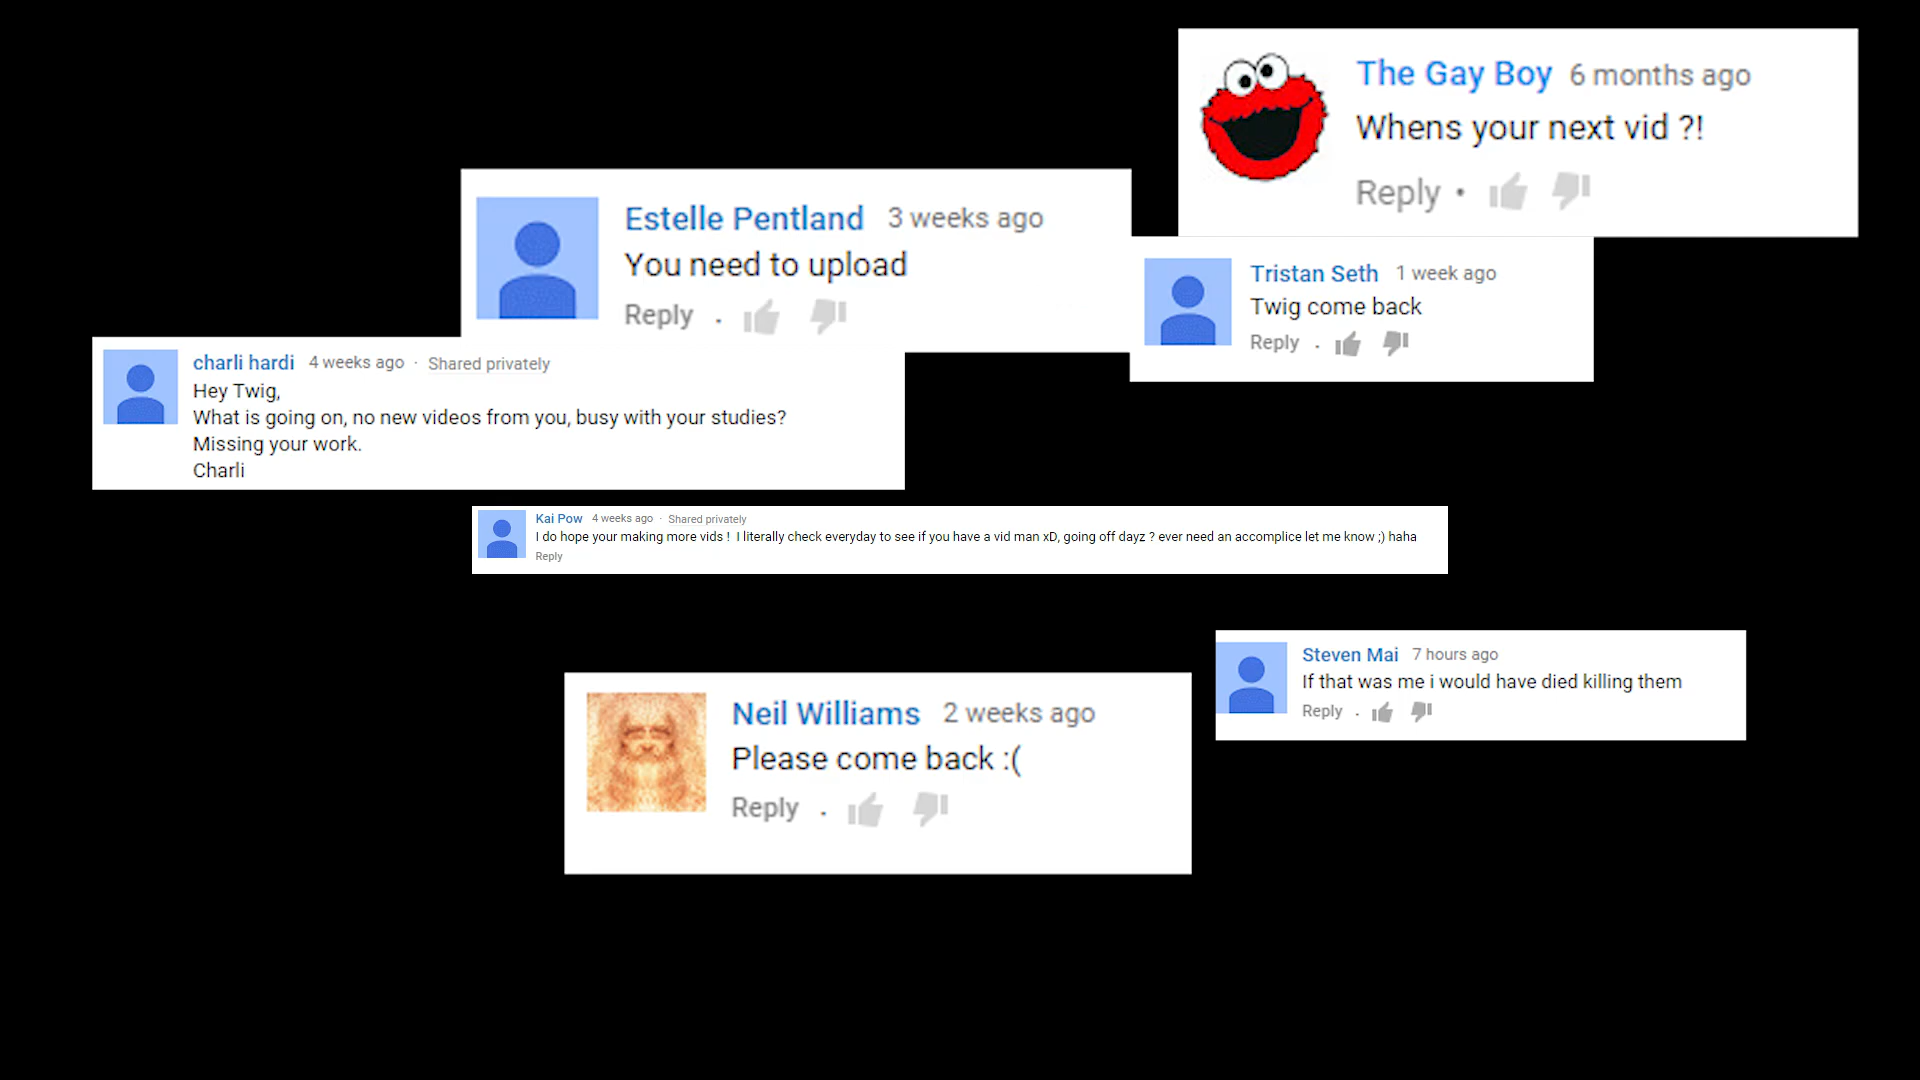 The Gay Boy 6 months ago
Whens your next vid ?!
Reply •
Estelle Pentland 3 weeks ago
You need to upload
Reply .
Tristan Seth 1 week ago
Twig come back
Reply .
charli hardi 4 weeks ago · Shared privately
Hey Twig,
What is going on, no new videos from you, busy with your studies?
Missing your work.
Charli
Kai Pow 4 weeks ago · Shared privately
I do hope your making more vids ! I literally check everyday to see if you have a vid man xD, going off dayz ? ever need an accomplice let me know ;) haha
Reply
Steven Mai 7 hours ago
If that was me i would have died killing them
Reply .
Neil Williams 2 weeks ago
Please come back :(
Reply .